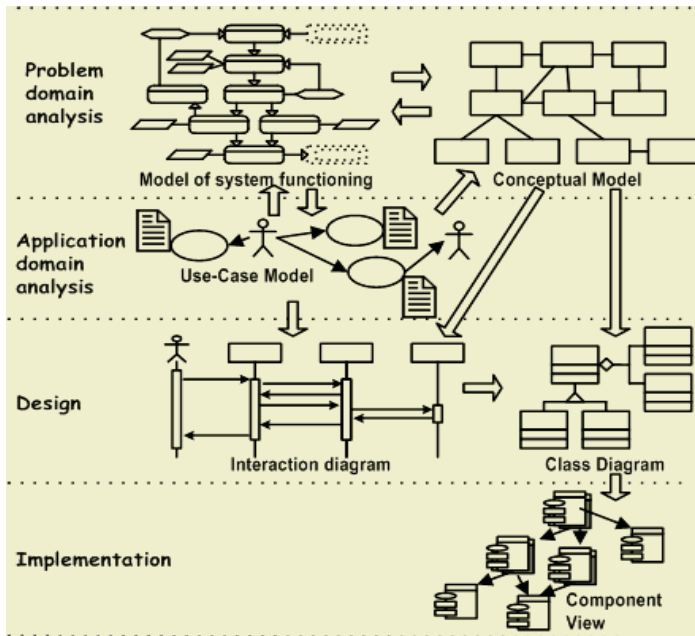 Problem
domain
analysis
Model of system functioning
Conceptual Model
Application
domain
analysis
Use-Case Model
Design
Interaction diagram
Class Diagram
Implementation
Component
View